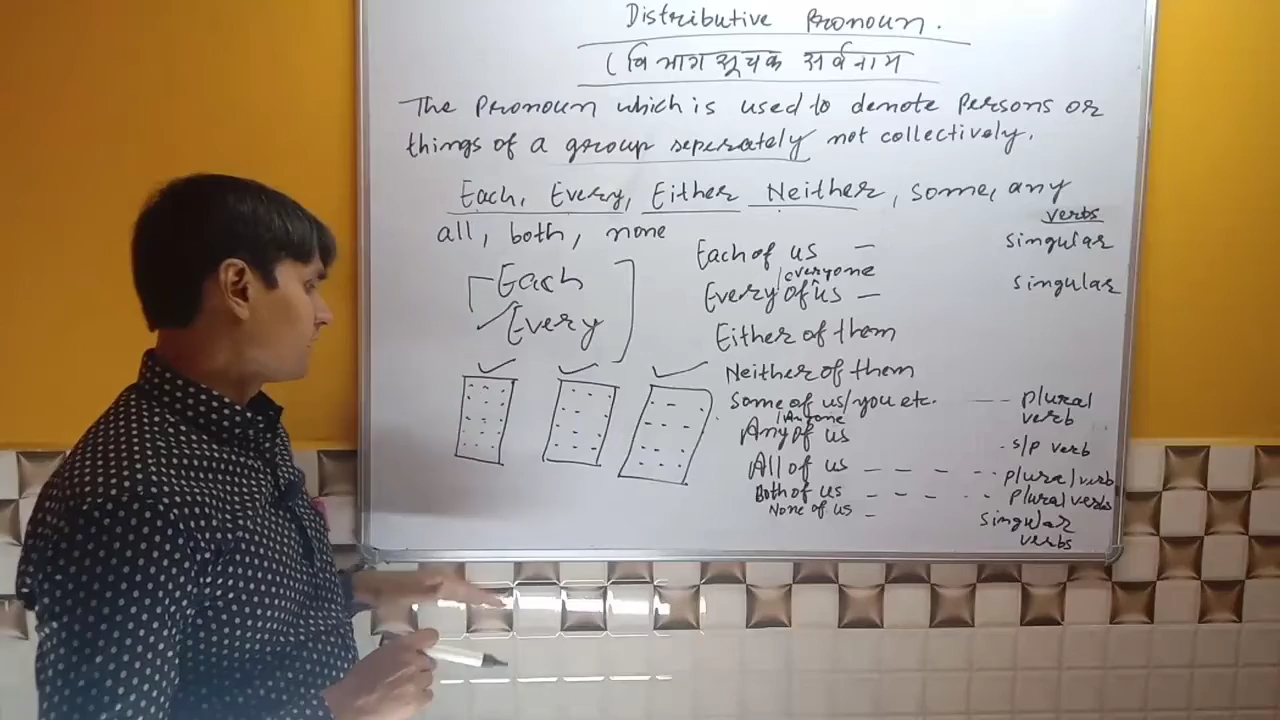 Distributive Pronoun.
( विभाग सूचक सर्वनाम
The Pronoun which is used to denote Persons or
things of a group seperately not collectively.
Each, Every, Either Neither, some, any
all, both, none
Each
Every
verbs
Each of us — singular
/everyone
Every of us — singular
Either of them
Neither of them
Some of us/you etc. —— plural verb
/Anyone
Any of us - s/p verb
All of us - - - - - plural verb
Both of us - - - - - plural verbs
None of us - singular verbs